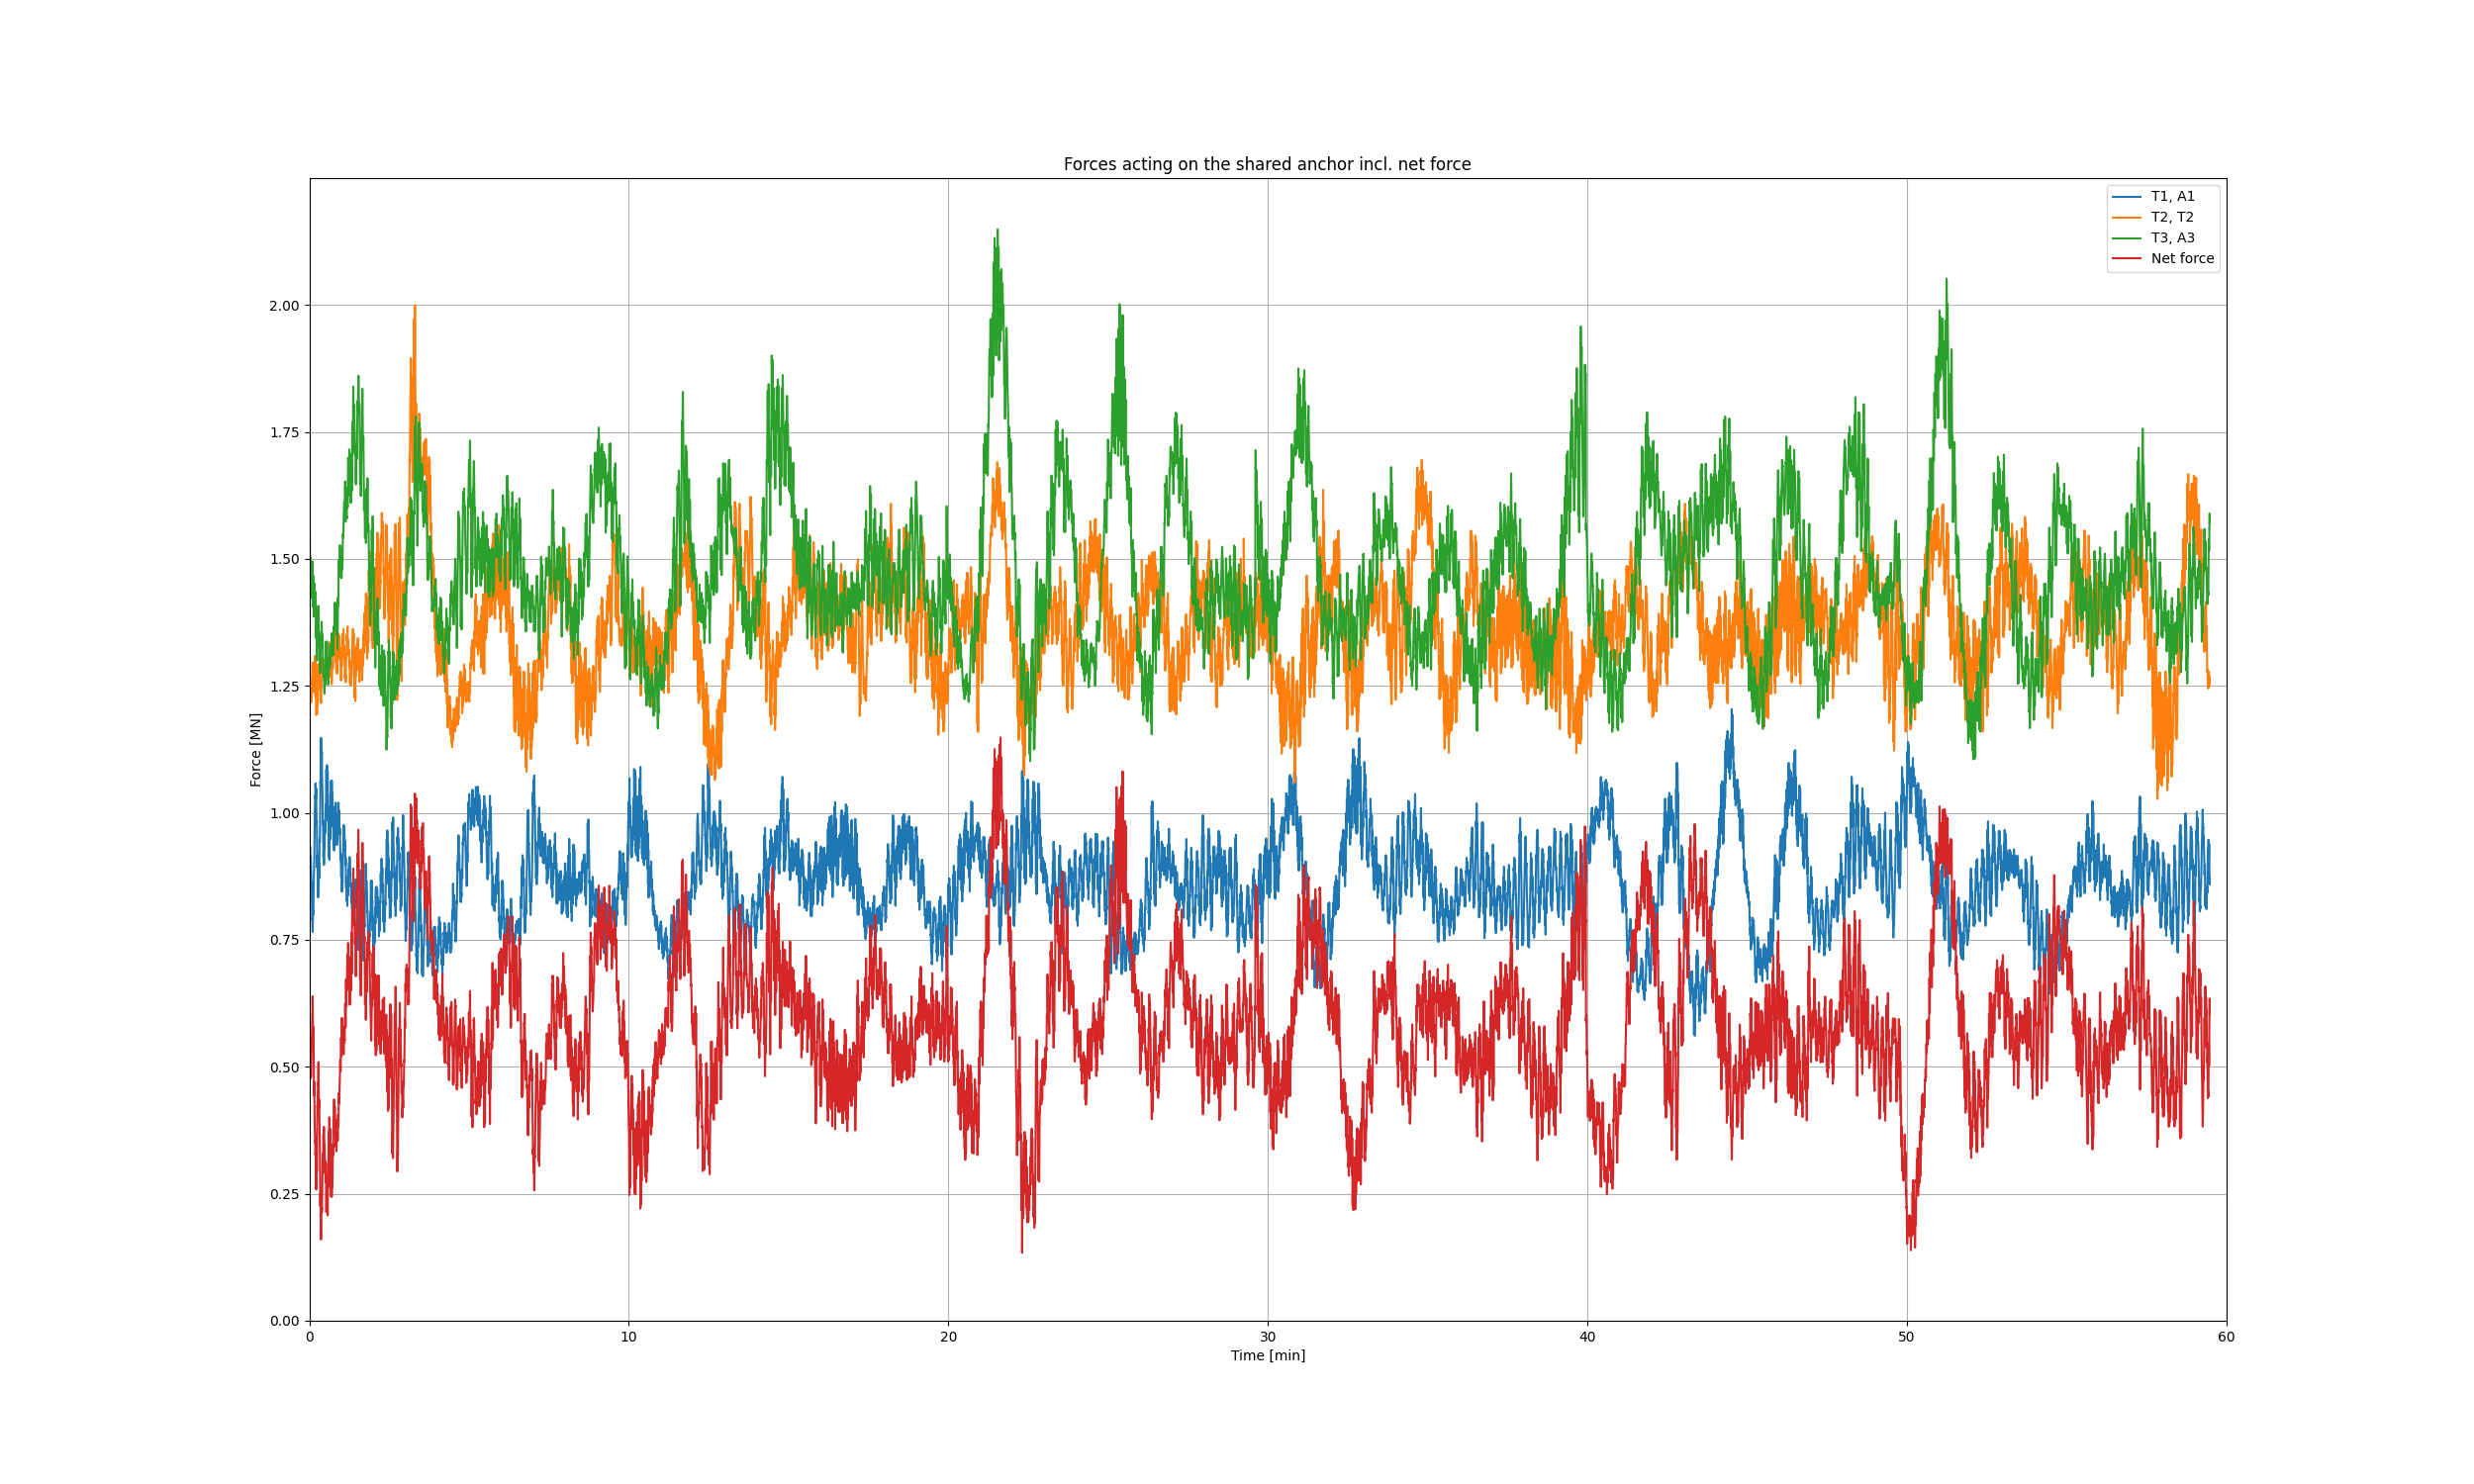 Forces acting on the shared anchor incl. net force
T1, A1
T2, T2
T3, A3
Net force
Force [MN]
2.00
1.75
1.50
1.25
1.00
0.75
0.50
0.25
0.00
0 10 20 30 40 50 60
Time [min]